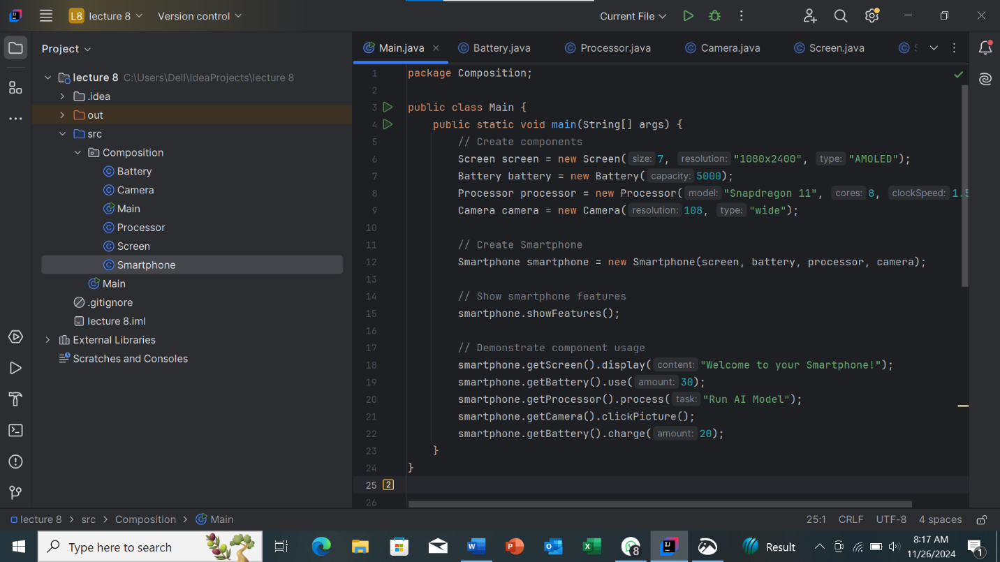 L8 lecture 8 Version control Current File
Project
Main.java Battery.java Processor.java Camera.java Screen.java
lecture 8 C:\Users\Dell\IdeaProjects\lecture 8
.idea
out
src
Composition
Battery
Camera
Main
Processor
Screen
Smartphone
Main
.gitignore
lecture 8.iml
External Libraries
Scratches and Consoles
1 package Composition;
2
3 public class Main {
4 public static void main(String[] args) {
5 // Create components
6 Screen screen = new Screen( size: 7, resolution: "1080x2400", type: "AMOLED");
7 Battery battery = new Battery( capacity: 5000);
8 Processor processor = new Processor( model: "Snapdragon 11", cores: 8, clockSpeed: 1.5
9 Camera camera = new Camera( resolution: 108, type: "wide");
10
11 // Create Smartphone
12 Smartphone smartphone = new Smartphone(screen, battery, processor, camera);
13
14 // Show smartphone features
15 smartphone.showFeatures();
16
17 // Demonstrate component usage
18 smartphone.getScreen().display( content: "Welcome to your Smartphone!");
19 smartphone.getBattery().use( amount: 30);
20 smartphone.getProcessor().process( task: "Run AI Model");
21 smartphone.getCamera().clickPicture();
22 smartphone.getBattery().charge( amount: 20);
23 }
24 }
25 2
26
lecture 8 > src > Composition > Main 25:1 CRLF UTF-8 4 spaces
Type here to search 8 Result 8:17 AM
11/26/2024 1